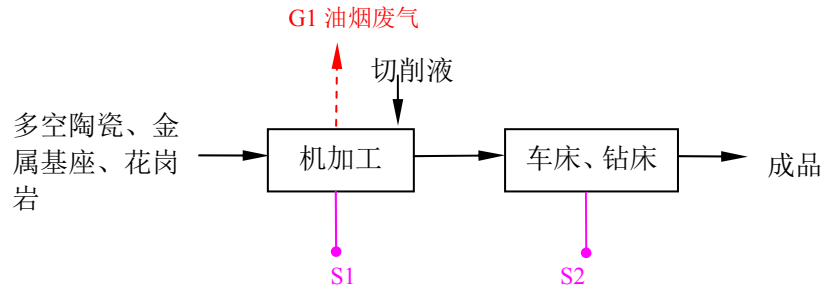 G1 油烟废气
切削液
多空陶瓷、金
属基座、花岗
岩
机加工
车床、钻床
成品
S1
S2